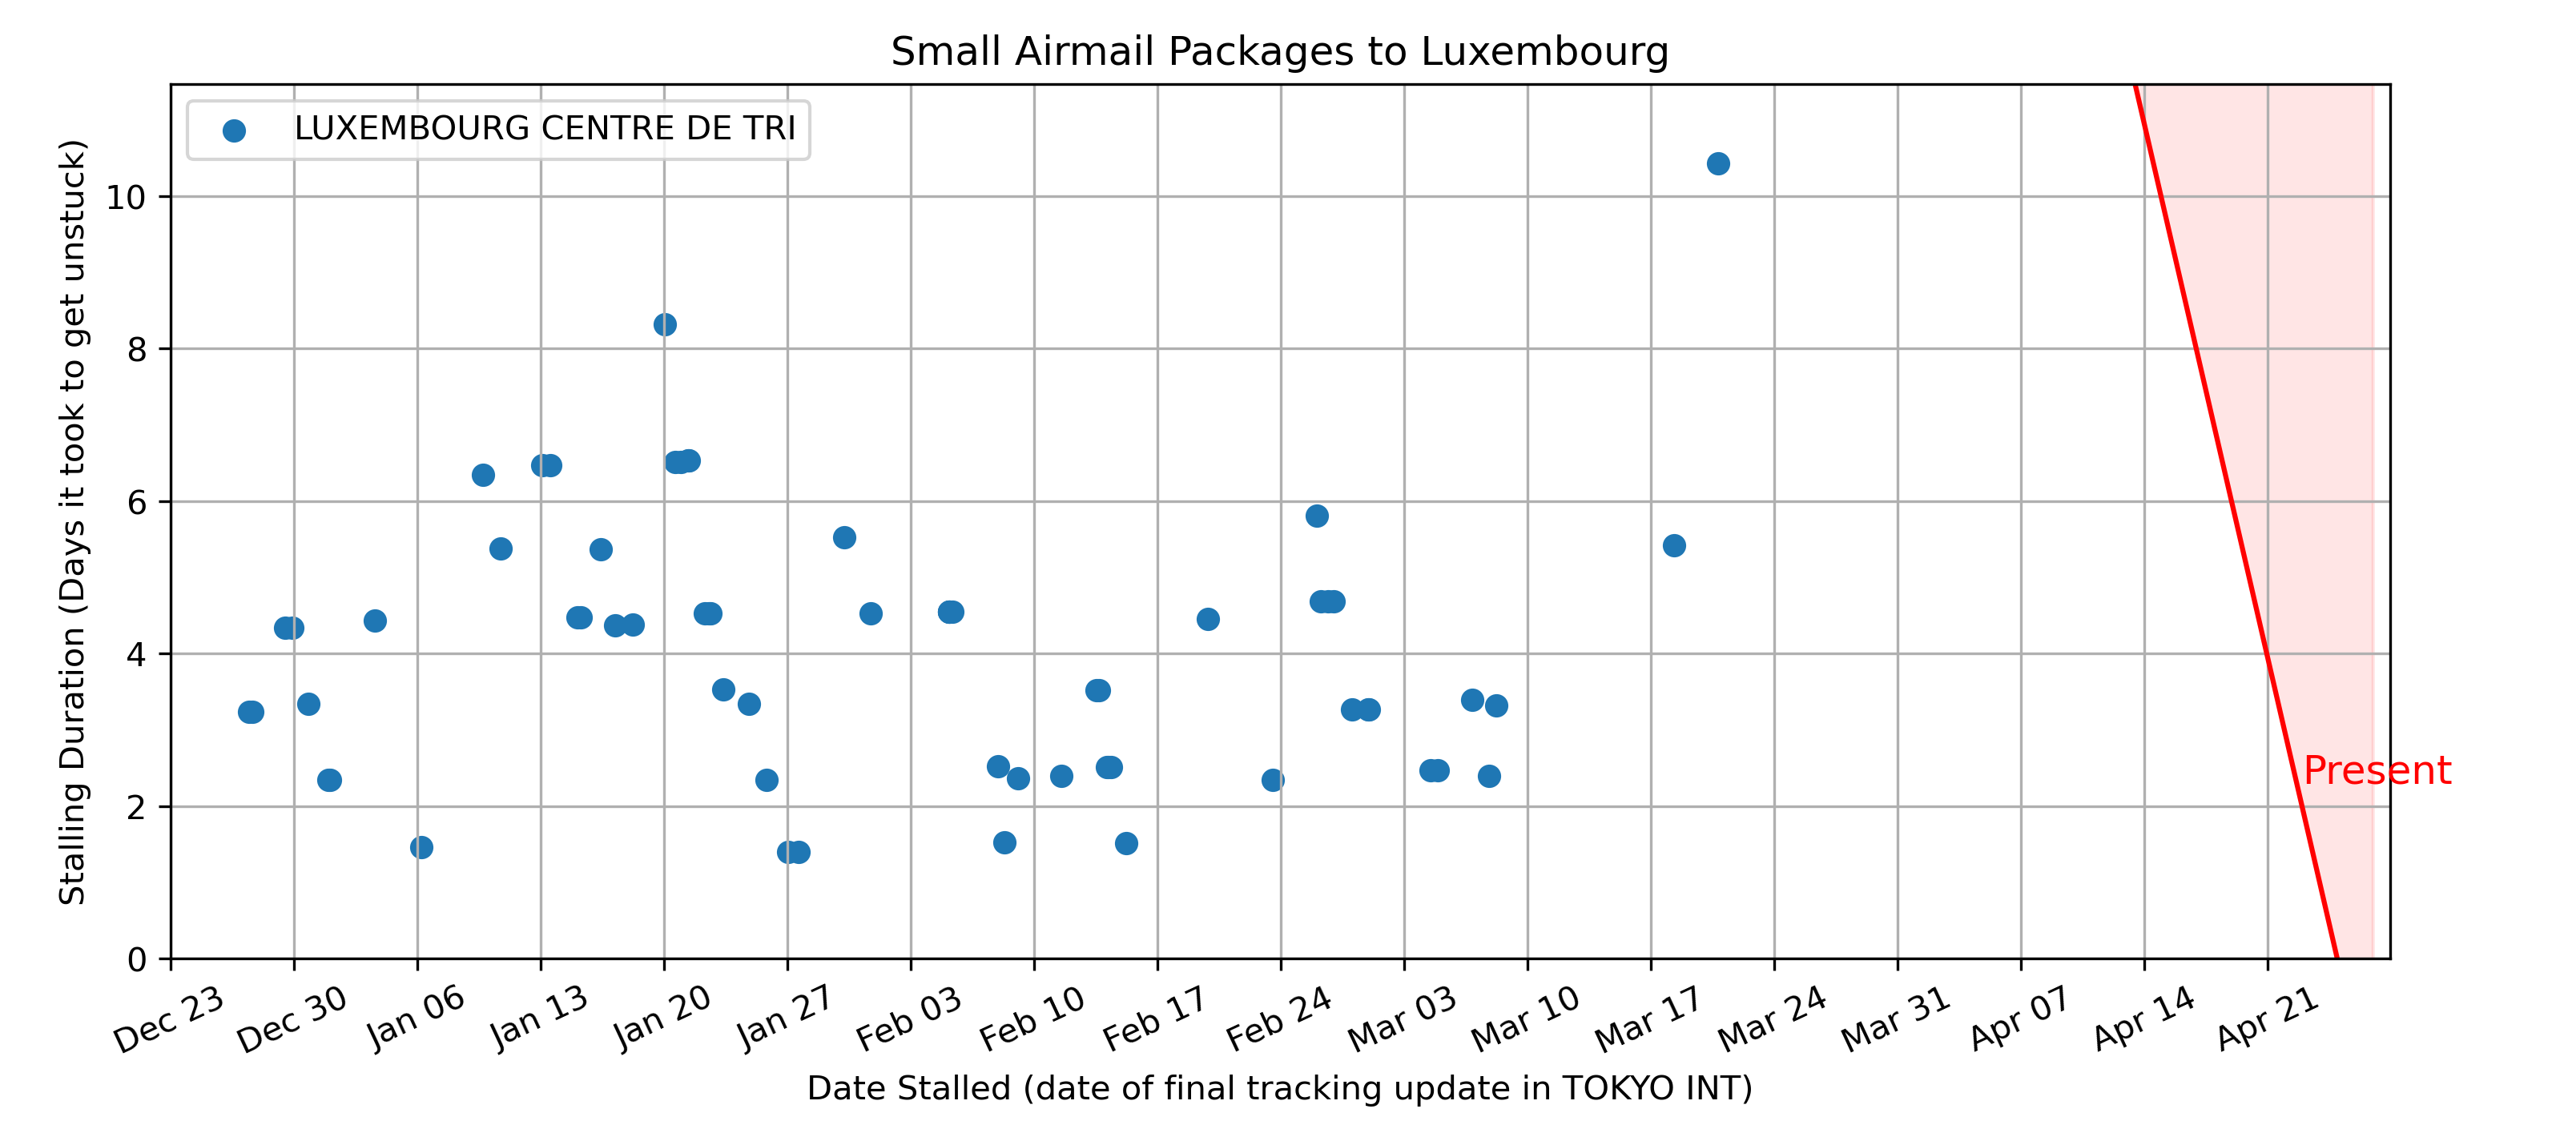 Small Airmail Packages to Luxembourg
LUXEMBOURG CENTRE DE TRI
Stalling Duration (Days it took to get unstuck)
10
8
6
4
2
0
Present
Dec 23
Dec 30
Jan 06
Jan 13
Jan 20
Jan 27
Feb 03
Feb 10
Feb 17
Feb 24
Mar 03
Mar 10
Mar 17
Mar 24
Mar 31
Apr 07
Apr 14
Apr 21
Date Stalled (date of final tracking update in TOKYO INT)